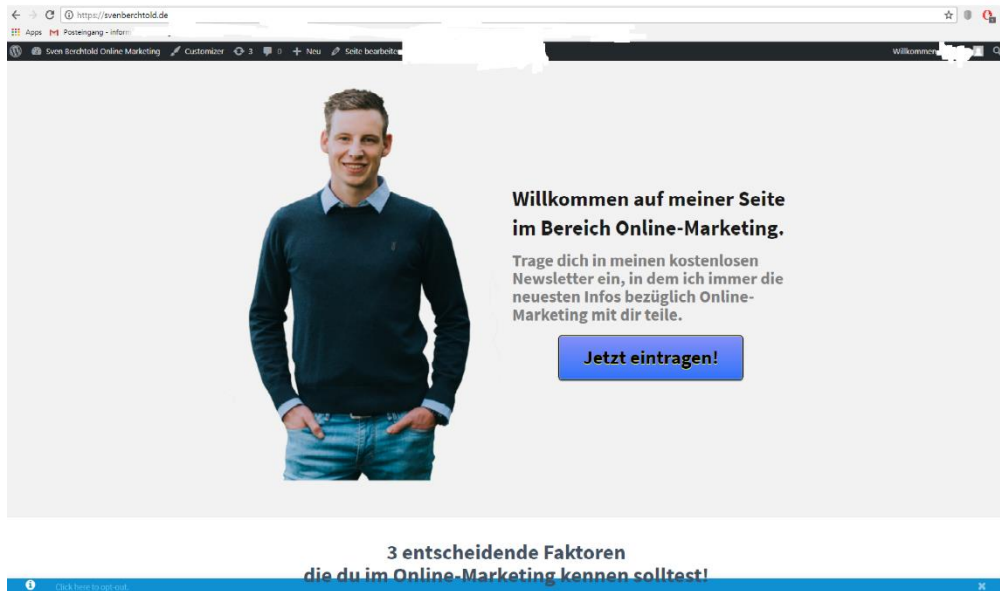 https://svenberchtold.de
Apps Posteingang - inform
Sven Berchtold Online Marketing Customizer 3 0 + Neu Seite bearbeiten Willkommen
Willkommen auf meiner Seite
im Bereich Online-Marketing.
Trage dich in meinen kostenlosen
Newsletter ein, in dem ich immer die
neuesten Infos bezüglich Online-
Marketing mit dir teile.
Jetzt eintragen!
3 entscheidende Faktoren
die du im Online-Marketing kennen solltest!
Click here to opt-out.